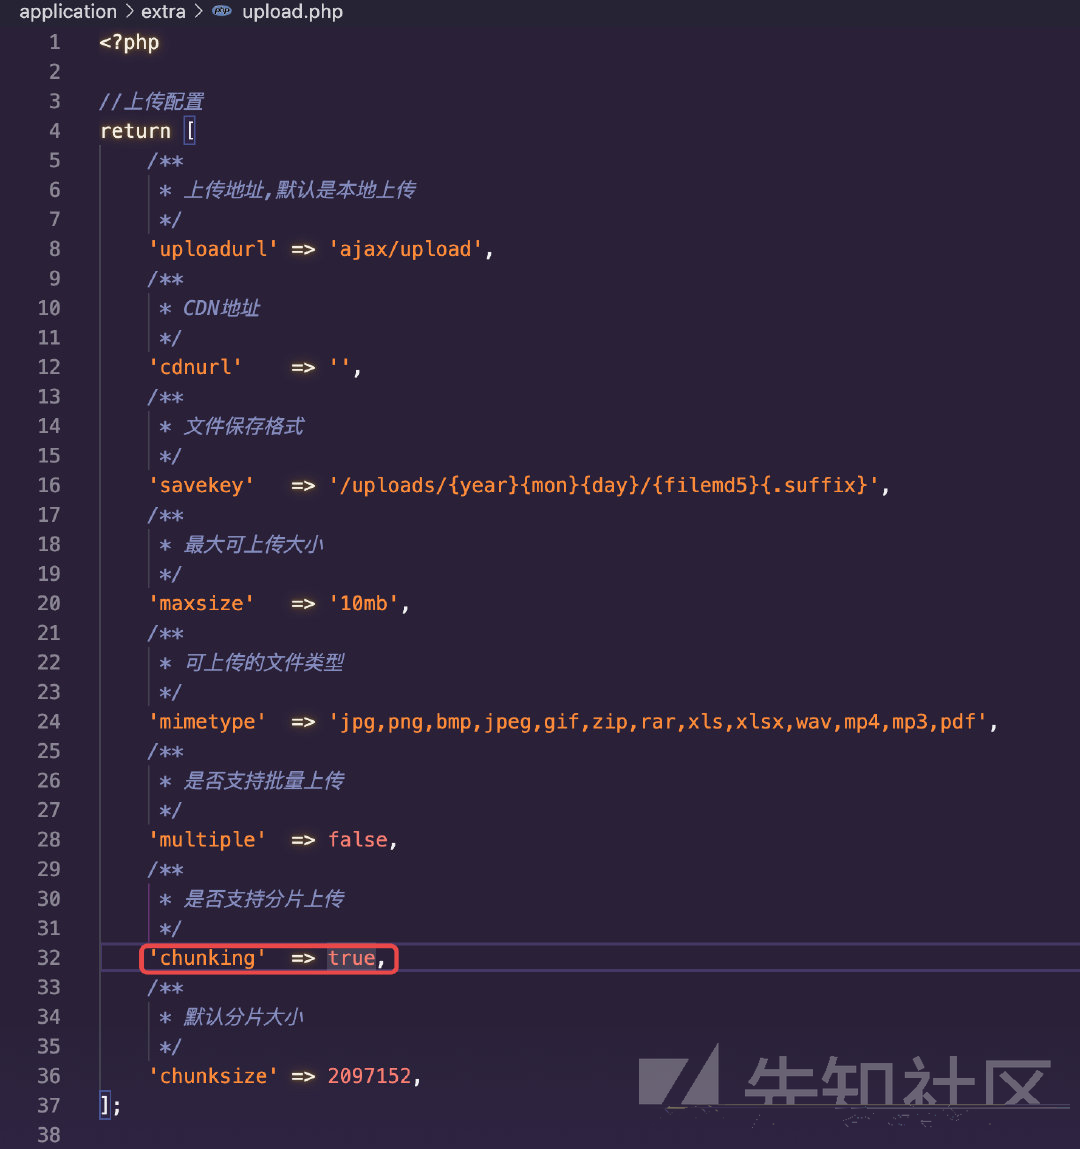 application > extra > php upload.php
1 <?php
2
3 //上传配置
4 return [
5 /**
6 * 上传地址,默认是本地上传
7 */
8 'uploadurl' => 'ajax/upload',
9 /**
10 * CDN地址
11 */
12 'cdnurl' => '',
13 /**
14 * 文件保存格式
15 */
16 'savekey' => '/uploads/{year}{mon}{day}/{filemd5}{.suffix}',
17 /**
18 * 最大可上传大小
19 */
20 'maxsize' => '10mb',
21 /**
22 * 可上传的文件类型
23 */
24 'mimetype' => 'jpg,png,bmp,jpeg,gif,zip,rar,xls,xlsx,wav,mp4,mp3,pdf',
25 /**
26 * 是否支持批量上传
27 */
28 'multiple' => false,
29 /**
30 * 是否支持分片上传
31 */
32 'chunking' => true,
33 /**
34 * 默认分片大小
35 */
36 'chunksize' => 2097152,
37 ];
38
先知社区